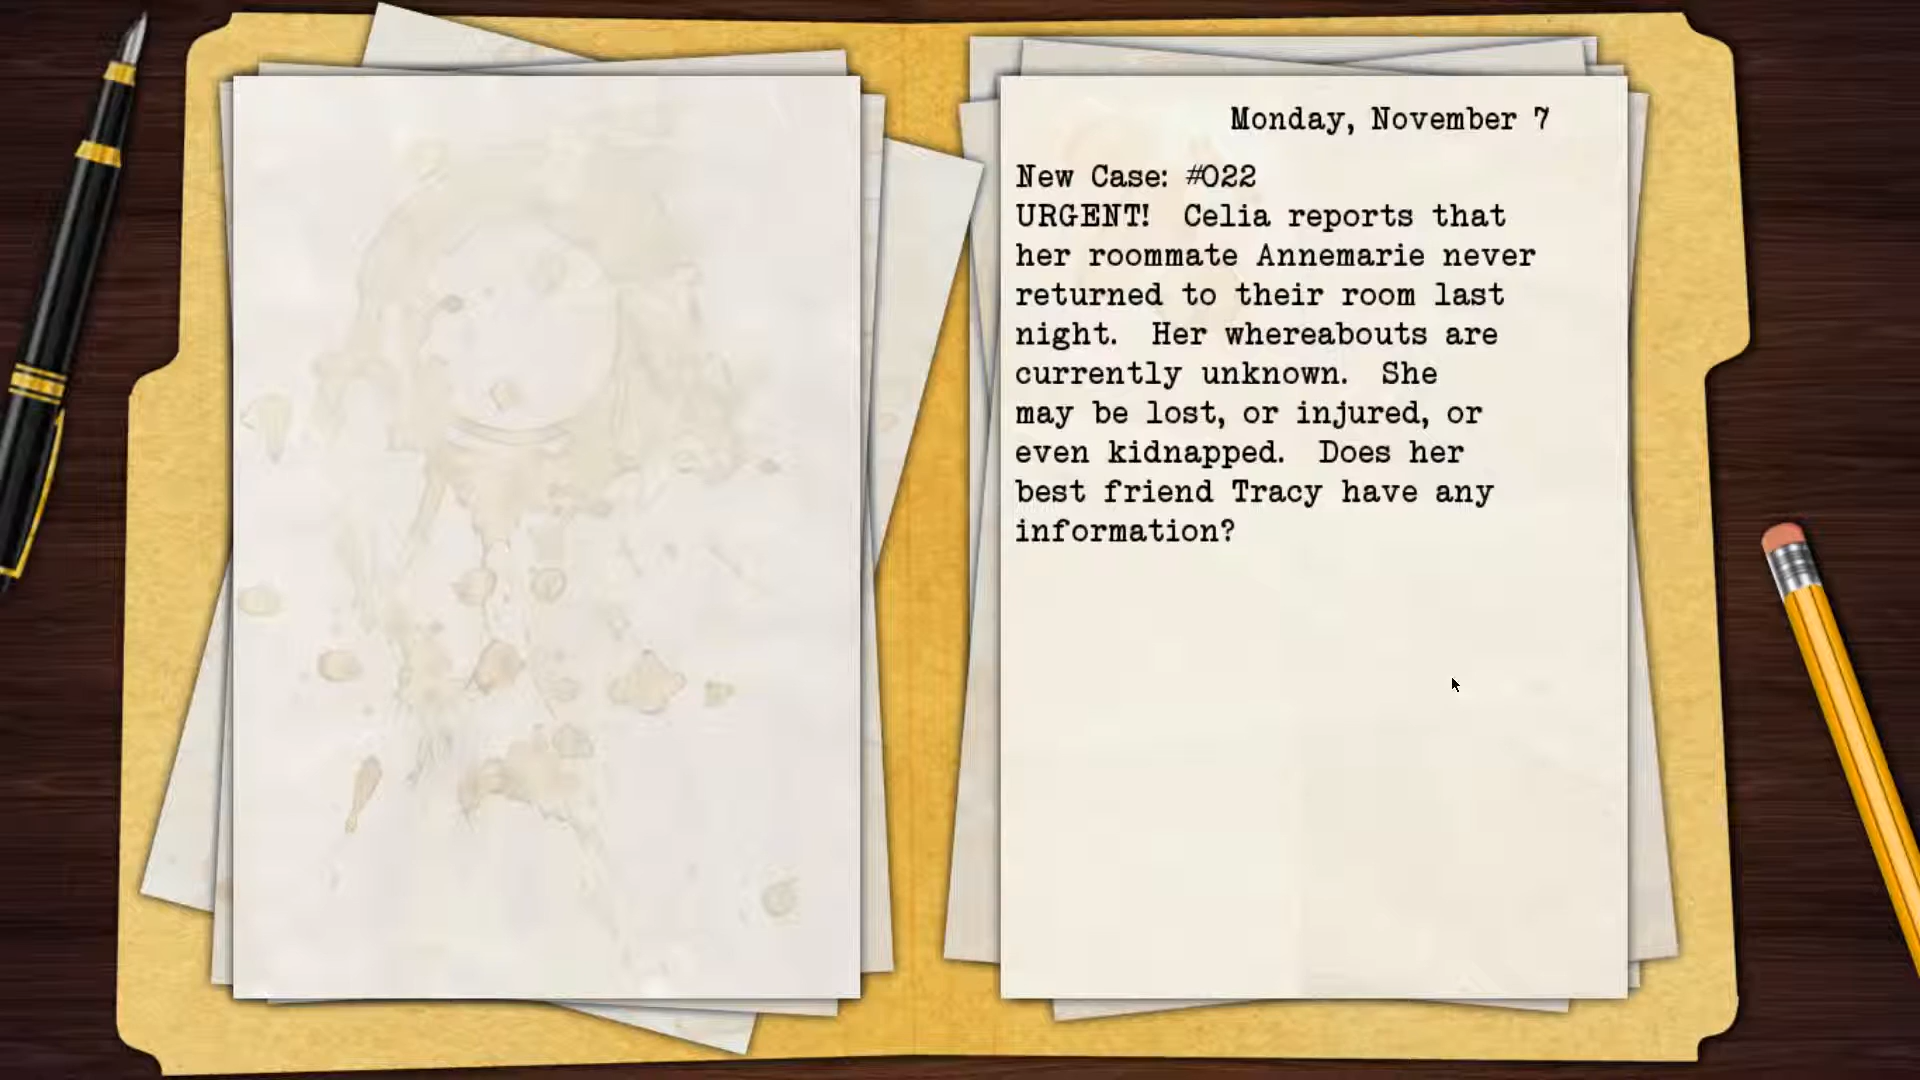 Monday, November 7
New Case: #022
URGENT!  Celia reports that
her roommate Annemarie never
returned to their room last
night.  Her whereabouts are
currently unknown.  She
may be lost, or injured, or
even kidnapped.  Does her
best friend Tracy have any
information?